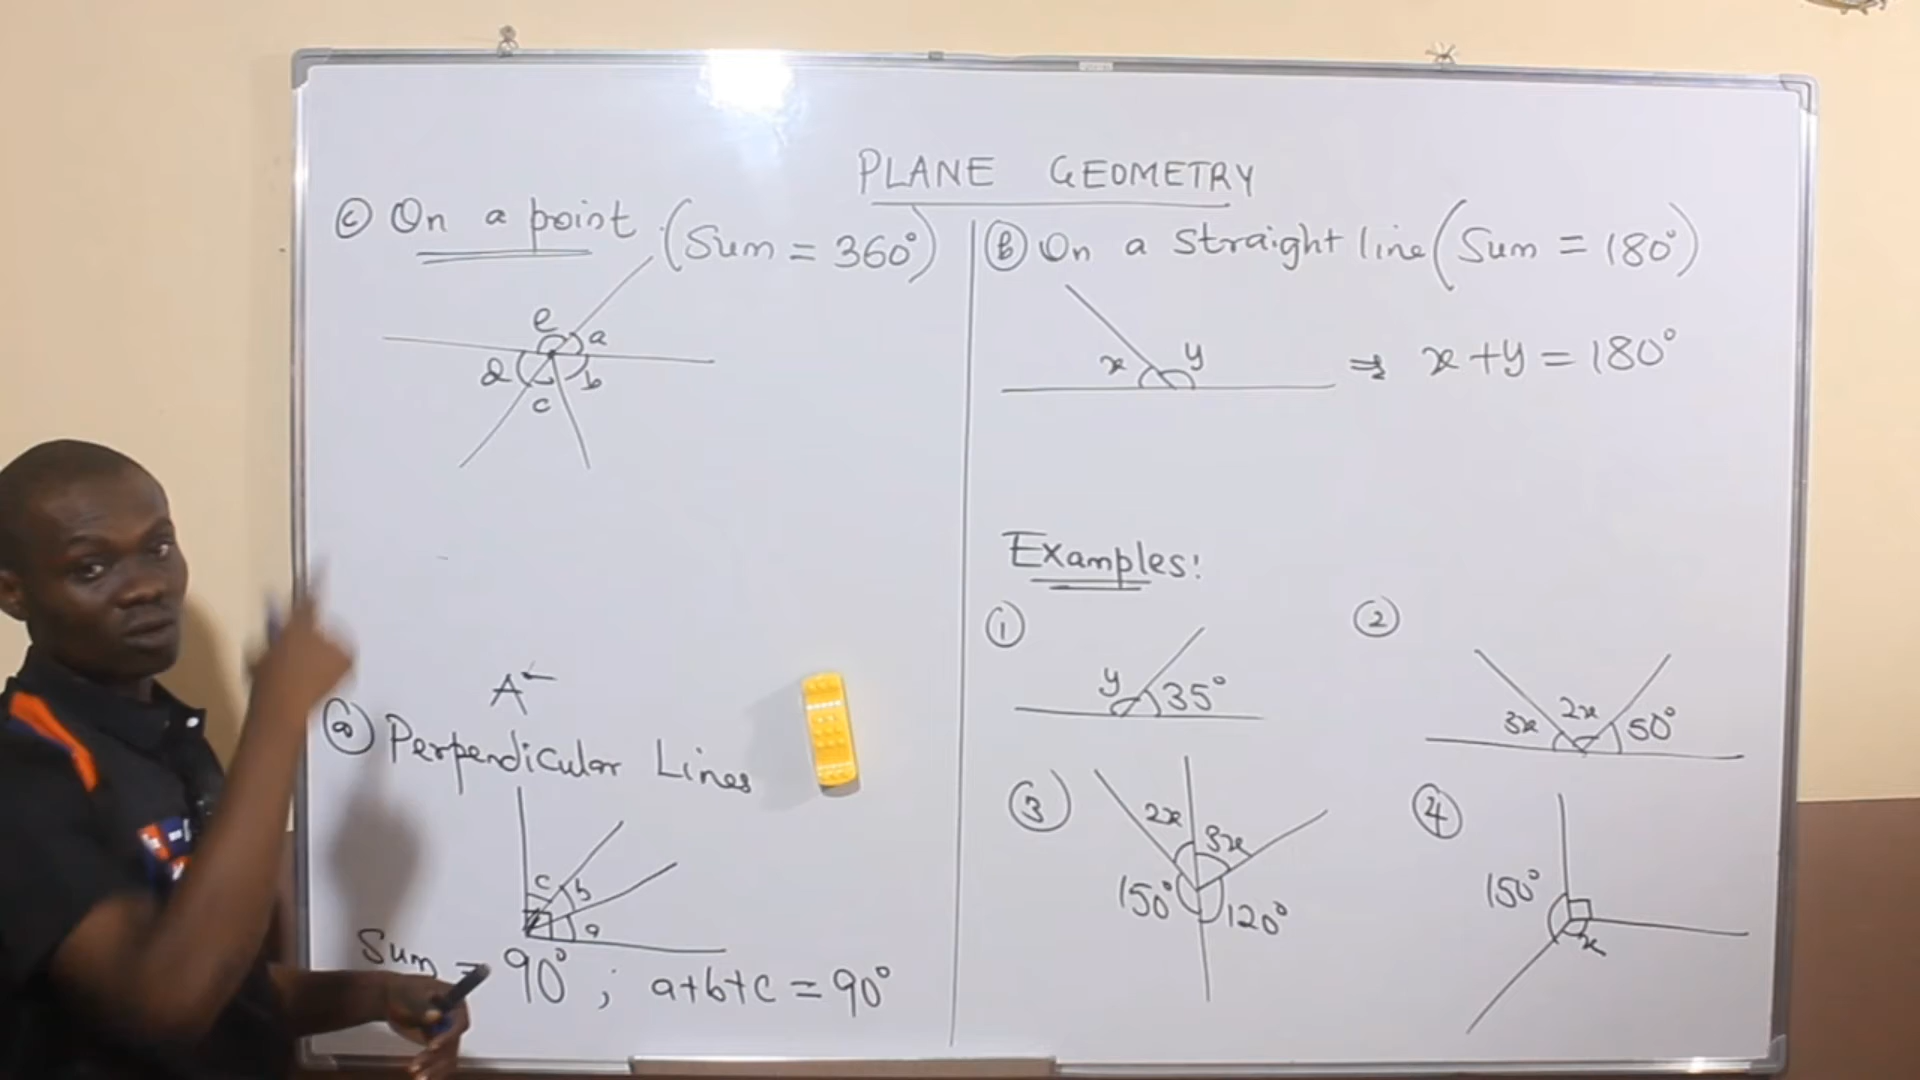 PLANE GEOMETRY
ⓒ On a point (Sum = 360°)
e
a
d
b
c
A
ⓐ Perpendicular Lines
c
b
a
Sum = 90° ; a+b+c = 90°
ⓑ On a straight line (Sum = 180°)
x y
⇒ x + y = 180°
Examples:
①
y 35°
②
3x 2x 50°
③
2x 3x
150° 120°
④
150°
x